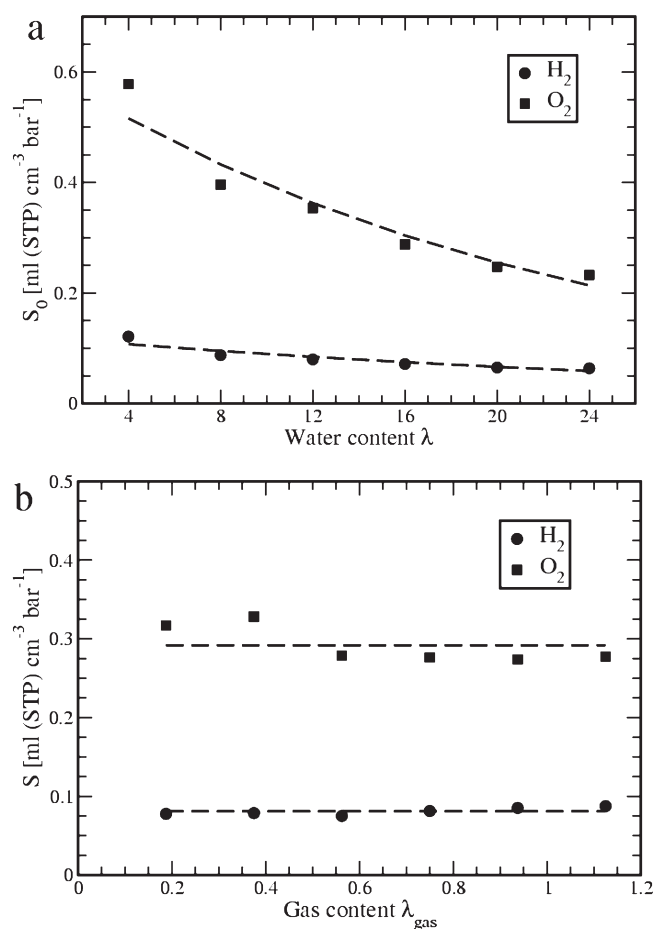 a
S0 [ml (STP) cm-3 bar-1]
0.6
0.4
0.2
0
H2
O2
4 8 12 16 20 24
Water content λ
b
S [ml (STP) cm-3 bar-1]
0.5
0.4
0.3
0.2
0.1
0
H2
O2
0 0.2 0.4 0.6 0.8 1 1.2
Gas content λgas